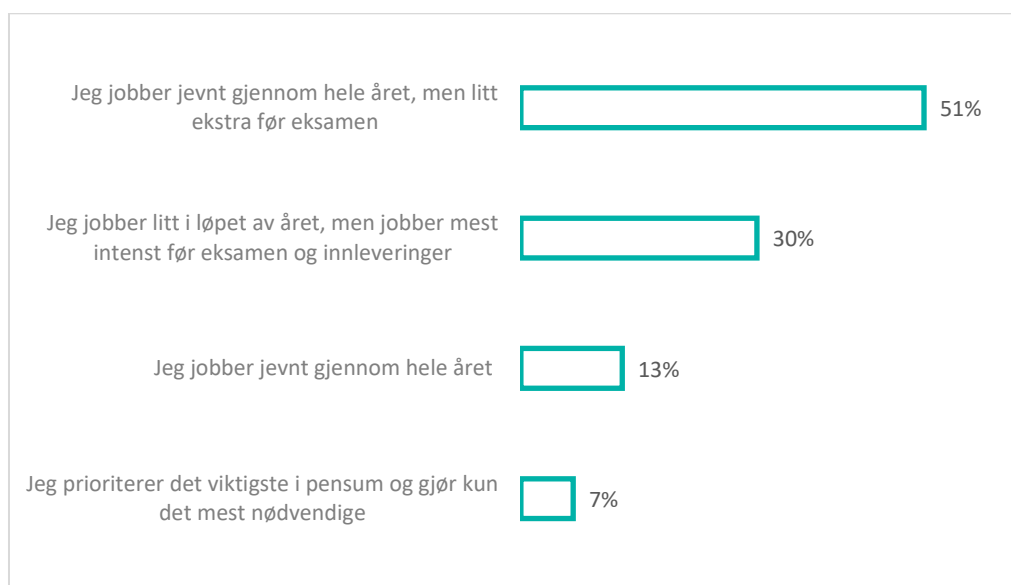 Jeg jobber jevnt gjennom hele året, men litt
ekstra før eksamen
51%
Jeg jobber litt i løpet av året, men jobber mest
intenst før eksamen og innleveringer
30%
Jeg jobber jevnt gjennom hele året
13%
Jeg prioriterer det viktigste i pensum og gjør kun
det mest nødvendige
7%